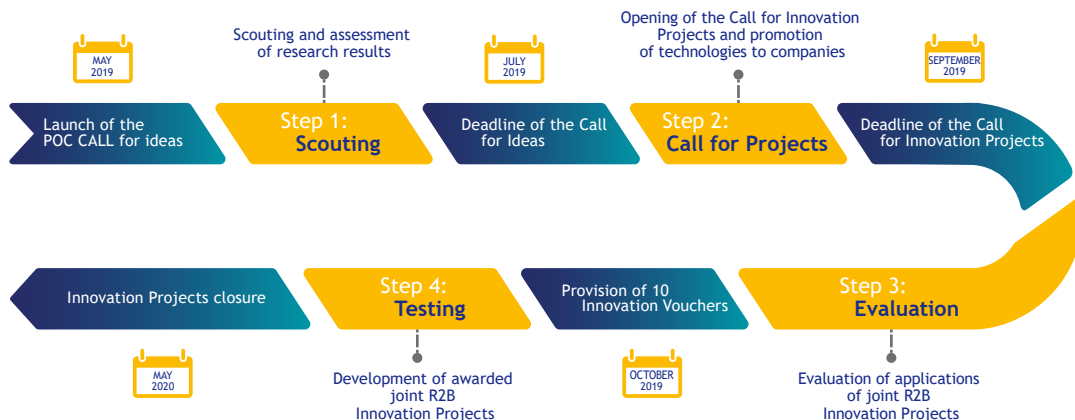 MAY
2019
Scouting and assessment
of research results
JULY
2019
Opening of the Call for Innovation
Projects and promotion
of technologies to companies
SEPTEMBER
2019
Launch of the
POC CALL for ideas
Step 1:
Scouting
Deadline of the Call
for Ideas
Step 2:
Call for Projects
Deadline of the Call
for Innovation Projects
Step 3:
Evaluation
Evaluation of applications
of joint R2B
Innovation Projects
Provision of 10
Innovation Vouchers
OCTOBER
2019
Step 4:
Testing
Development of awarded
joint R2B
Innovation Projects
Innovation Projects closure
MAY
2020